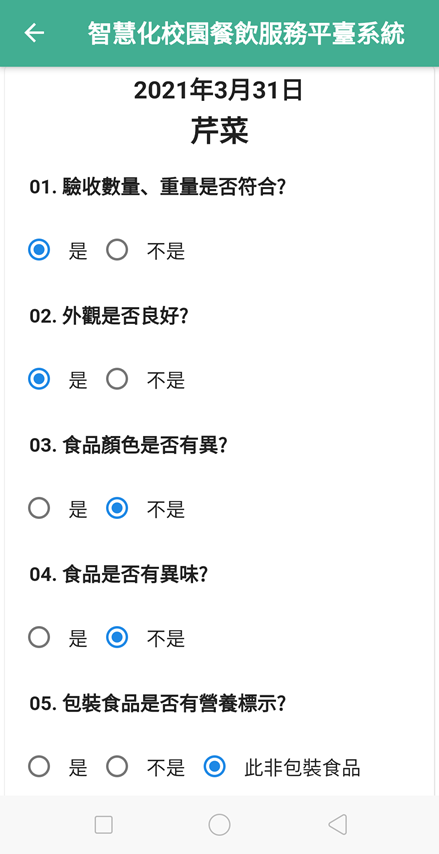 智慧化校園餐飲服務平臺系統
2021年3月31日
芹菜
01. 驗收數量、重量是否符合?
是 不是
02. 外觀是否良好?
是 不是
03. 食品顏色是否有異?
是 不是
04. 食品是否有異味?
是 不是
05. 包裝食品是否有營養標示?
是 不是 此非包裝食品